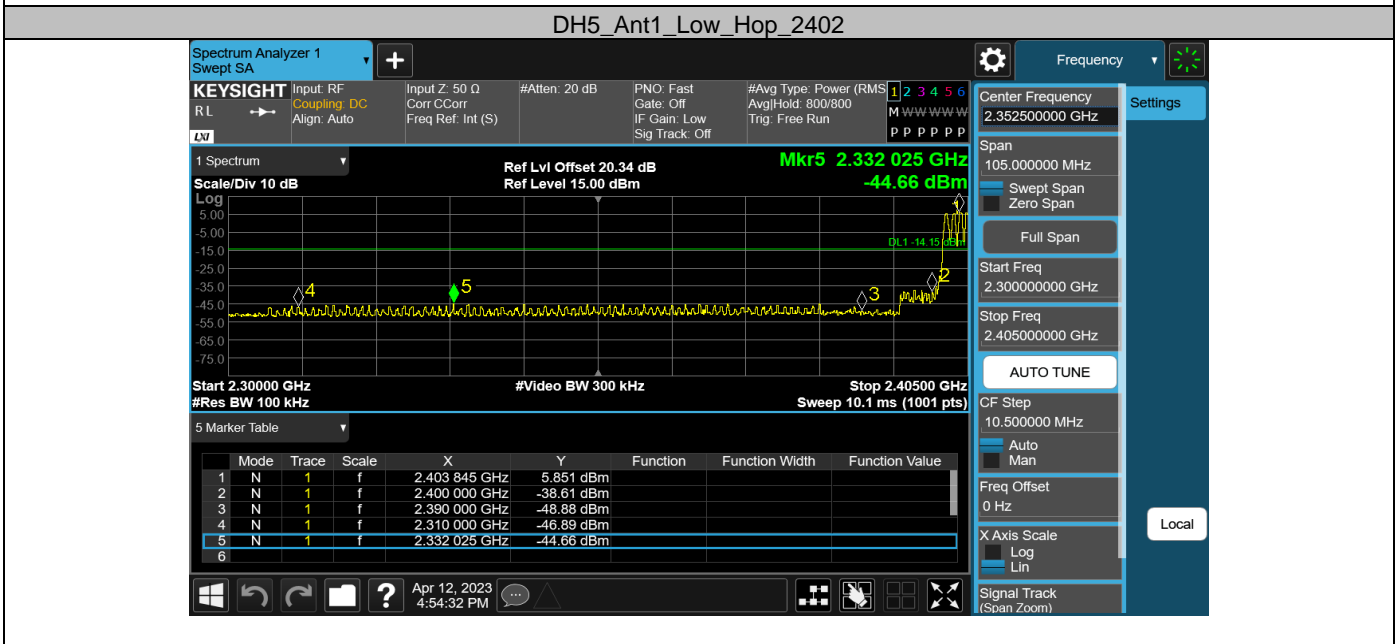 DH5_Ant1_Low_Hop_2402
Spectrum Analyzer 1
Swept SA
Frequency
KEYSIGHT
RL
LXI
Input: RF
Coupling: DC
Align: Auto
Input Z: 50 Ω
Corr CCorr
Freq Ref: Int (S)
#Atten: 20 dB
PNO: Fast
Gate: Off
IF Gain: Low
Sig Track: Off
#Avg Type: Power (RMS
Avg|Hold: 800/800
Trig: Free Run
1 2 3 4 5 6
M W W W W W
P P P P P P
1 Spectrum
Scale/Div 10 dB
Ref Lvl Offset 20.34 dB
Ref Level 15.00 dBm
Mkr5 2.332 025 GHz
-44.66 dBm
Log
5.00
-5.00
-15.0
-25.0
-35.0
-45.0
-55.0
-65.0
-75.0
DL1 -14.15 dBm
1
2
3
4
5
Start 2.30000 GHz
#Video BW 300 kHz
Stop 2.40500 GHz
#Res BW 100 kHz
Sweep 10.1 ms (1001 pts)
5 Marker Table
Mode Trace Scale X Y Function Function Width Function Value
1 N 1 f 2.403 845 GHz 5.851 dBm
2 N 1 f 2.400 000 GHz -38.61 dBm
3 N 1 f 2.390 000 GHz -48.88 dBm
4 N 1 f 2.310 000 GHz -46.89 dBm
5 N 1 f 2.332 025 GHz -44.66 dBm
6
Apr 12, 2023
4:54:32 PM
Center Frequency
2.352500000 GHz
Settings
Span
105.000000 MHz
Swept Span
Zero Span
Full Span
Start Freq
2.300000000 GHz
Stop Freq
2.405000000 GHz
AUTO TUNE
CF Step
10.500000 MHz
Auto
Man
Freq Offset
0 Hz
X Axis Scale
Log
Lin
Local
Signal Track
(Span Zoom)